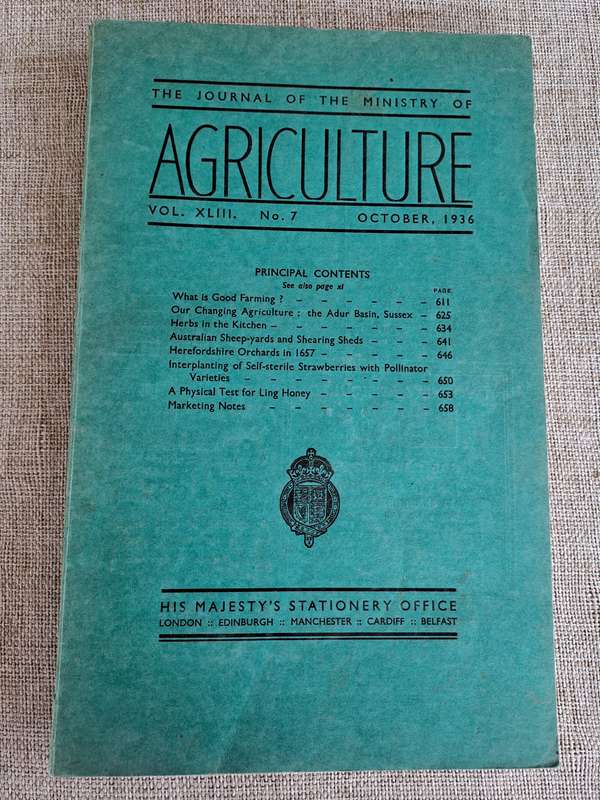 THE JOURNAL OF THE MINISTRY OF
AGRICULTURE
VOL. XLIII. No. 7 OCTOBER, 1936
PRINCIPAL CONTENTS
See also page xi
PAGE
What is Good Farming ? – – – – – – 611
Our Changing Agriculture : the Adur Basin, Sussex – 625
Herbs in the Kitchen – – – – – – – 634
Australian Sheep-yards and Shearing Sheds – – – 641
Herefordshire Orchards in 1657 – – – – – 646
Interplanting of Self-sterile Strawberries with Pollinator
Varieties – – – – – – – 650
A Physical Test for Ling Honey – – – – – 653
Marketing Notes – – – – – – – 658
HIS MAJESTY'S STATIONERY OFFICE
LONDON :: EDINBURGH :: MANCHESTER :: CARDIFF :: BELFAST